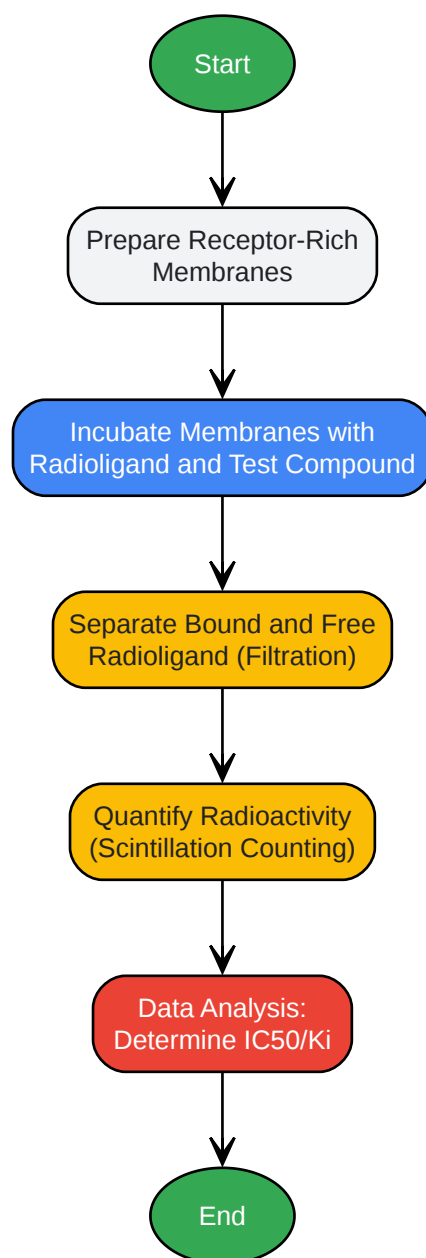 Start
Prepare Receptor-Rich
Membranes
Incubate Membranes with
Radioligand and Test Compound
Separate Bound and Free
Radioligand (Filtration)
Quantify Radioactivity
(Scintillation Counting)
Data Analysis:
Determine IC50/Ki
End